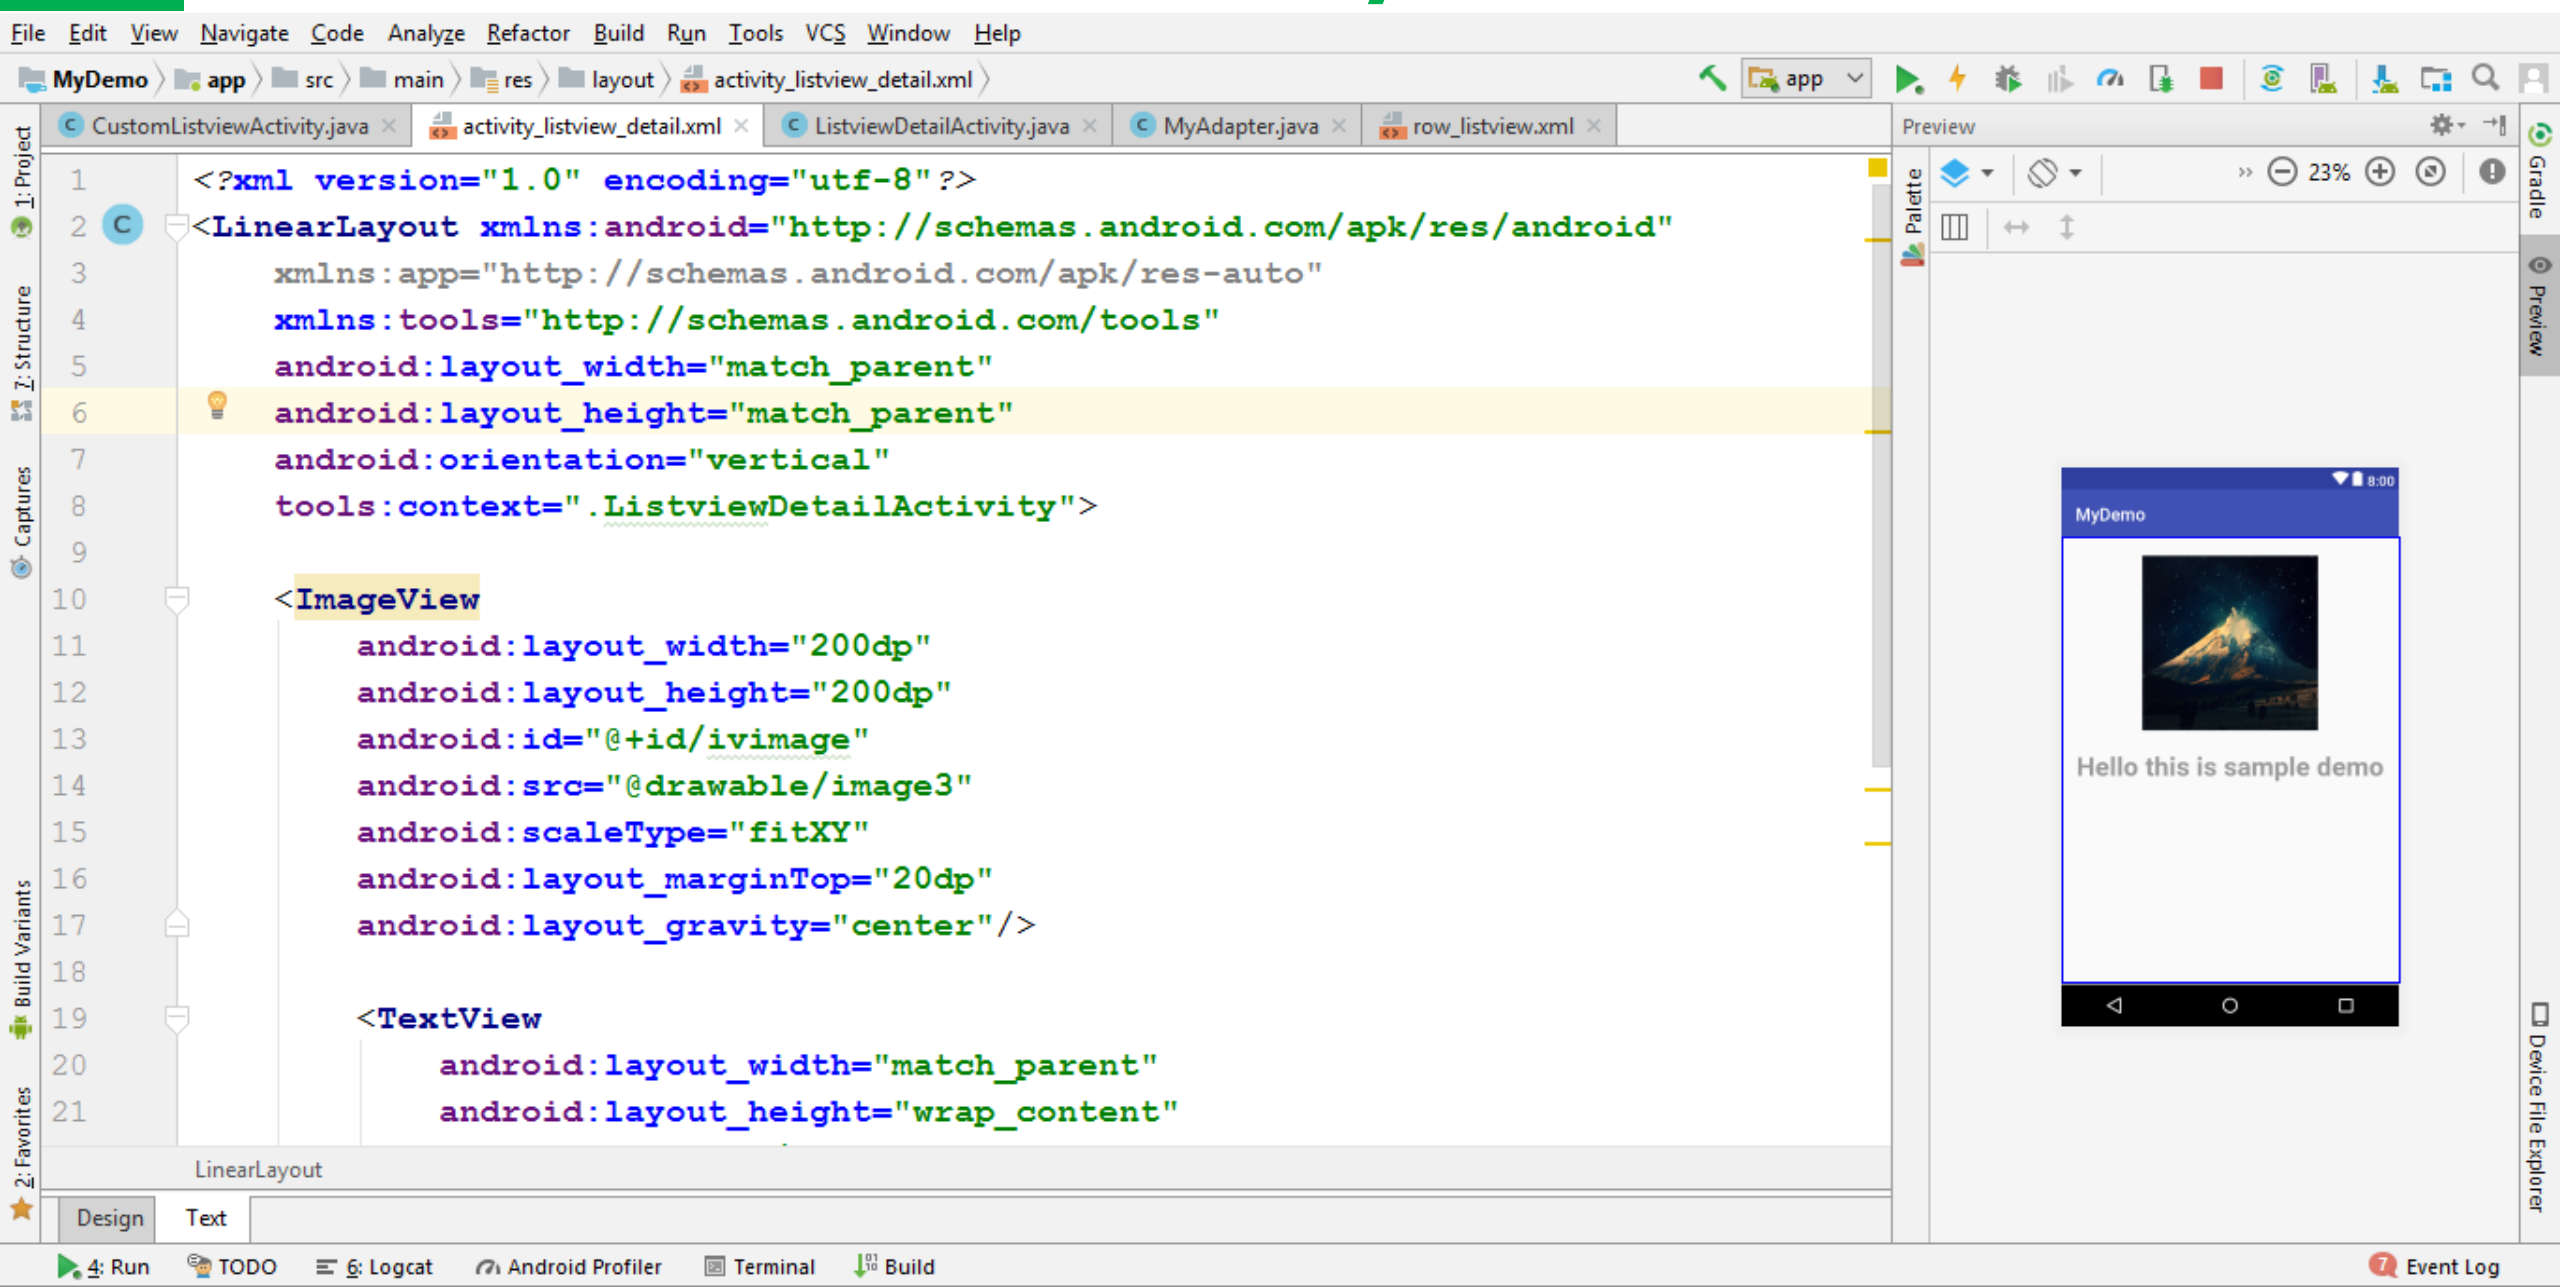 File Edit View Navigate Code Analyze Refactor Build Run Tools VCS Window Help
MyDemo app src main res layout activity_listview_detail.xml app
CustomListviewActivity.java activity_listview_detail.xml ListviewDetailActivity.java MyAdapter.java row_listview.xml
Preview
23%
Palette
1: Project
7: Structure
Captures
Build Variants
2: Favorites
1 <?xml version="1.0" encoding="utf-8"?>
2 C <LinearLayout xmlns:android="http://schemas.android.com/apk/res/android"
3 xmlns:app="http://schemas.android.com/apk/res-auto"
4 xmlns:tools="http://schemas.android.com/tools"
5 android:layout_width="match_parent"
6 android:layout_height="match_parent"
7 android:orientation="vertical"
8 tools:context=".ListviewDetailActivity">
9
10 <ImageView
11 android:layout_width="200dp"
12 android:layout_height="200dp"
13 android:id="@+id/ivimage"
14 android:src="@drawable/image3"
15 android:scaleType="fitXY"
16 android:layout_marginTop="20dp"
17 android:layout_gravity="center"/>
18
19 <TextView
20 android:layout_width="match_parent"
21 android:layout_height="wrap_content"
LinearLayout
Design Text
8:00
MyDemo
Hello this is sample demo
Gradle
Preview
Device File Explorer
4: Run TODO 6: Logcat Android Profiler Terminal Build 7 Event Log